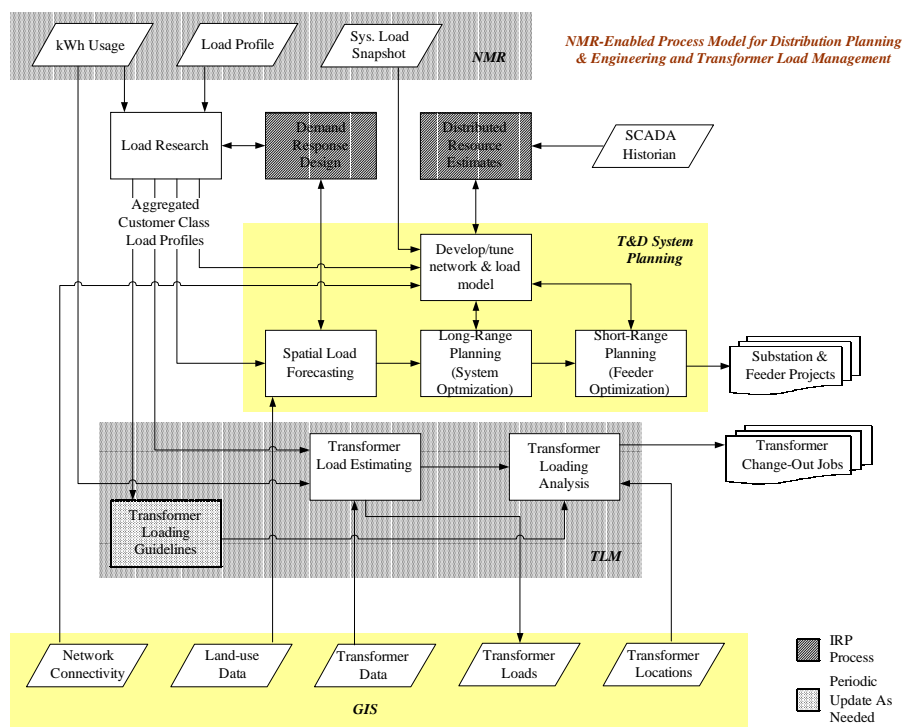 kWh Usage
Load Profile
Sys. Load
Snapshot
NMR
NMR-Enabled Process Model for Distribution Planning
& Engineering and Transformer Load Management
Load Research
Demand
Response
Design
Distributed
Resource
Estimates
SCADA
Historian
Aggregated
Customer Class
Load Profiles
T&D System
Planning
Develop/tune
network & load
model
Spatial Load
Forecasting
Long-Range
Planning
(System
Optmization)
Short-Range
Planning
(Feeder
Optimization)
Substation &
Feeder Projects
Transformer
Load Estimating
Transformer
Loading
Analysis
Transformer
Change-Out Jobs
Transformer
Loading
Guidelines
TLM
Network
Connectivity
Land-use
Data
Transformer
Data
Transformer
Loads
Transformer
Locations
GIS
IRP
Process
Periodic
Update As
Needed